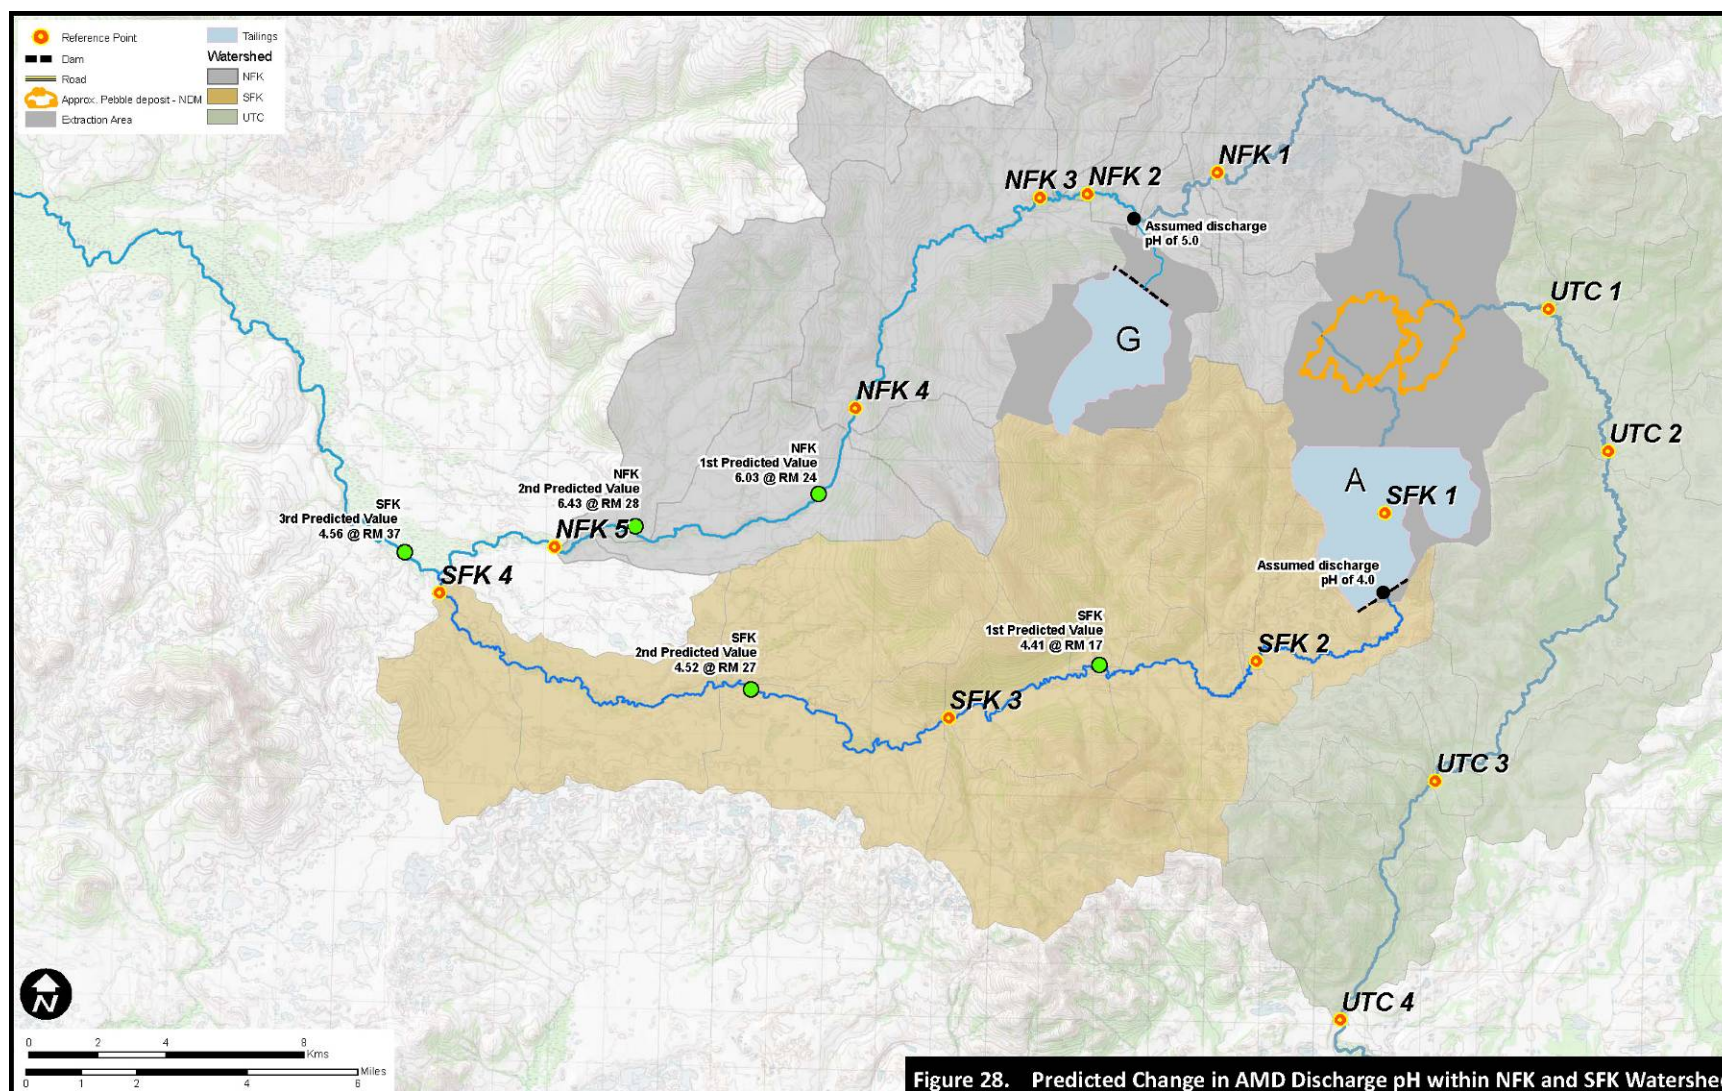 Reference Point
Dam
Road
Approx. Pebble deposit - NDM
Extraction Area
Tailings
Watershed
NFK
SFK
UTC
NFK 1
NFK 2
NFK 3
Assumed discharge
pH of 5.0
UTC 1
G
NFK 4
UTC 2
NFK
1st Predicted Value
6.03 @ RM 24
NFK
2nd Predicted Value
6.43 @ RM 28
A
SFK 1
SFK
3rd Predicted Value
4.56 @ RM 37
NFK 5
SFK 4
Assumed discharge
pH of 4.0
SFK
1st Predicted Value
4.41 @ RM 17
SFK 2
SFK
2nd Predicted Value
4.52 @ RM 27
SFK 3
UTC 3
UTC 4
N
0 2 4 8
Kms
0 1 2 4 6
Miles
Figure 28. Predicted Change in AMD Discharge pH within NFK and SFK Watershe